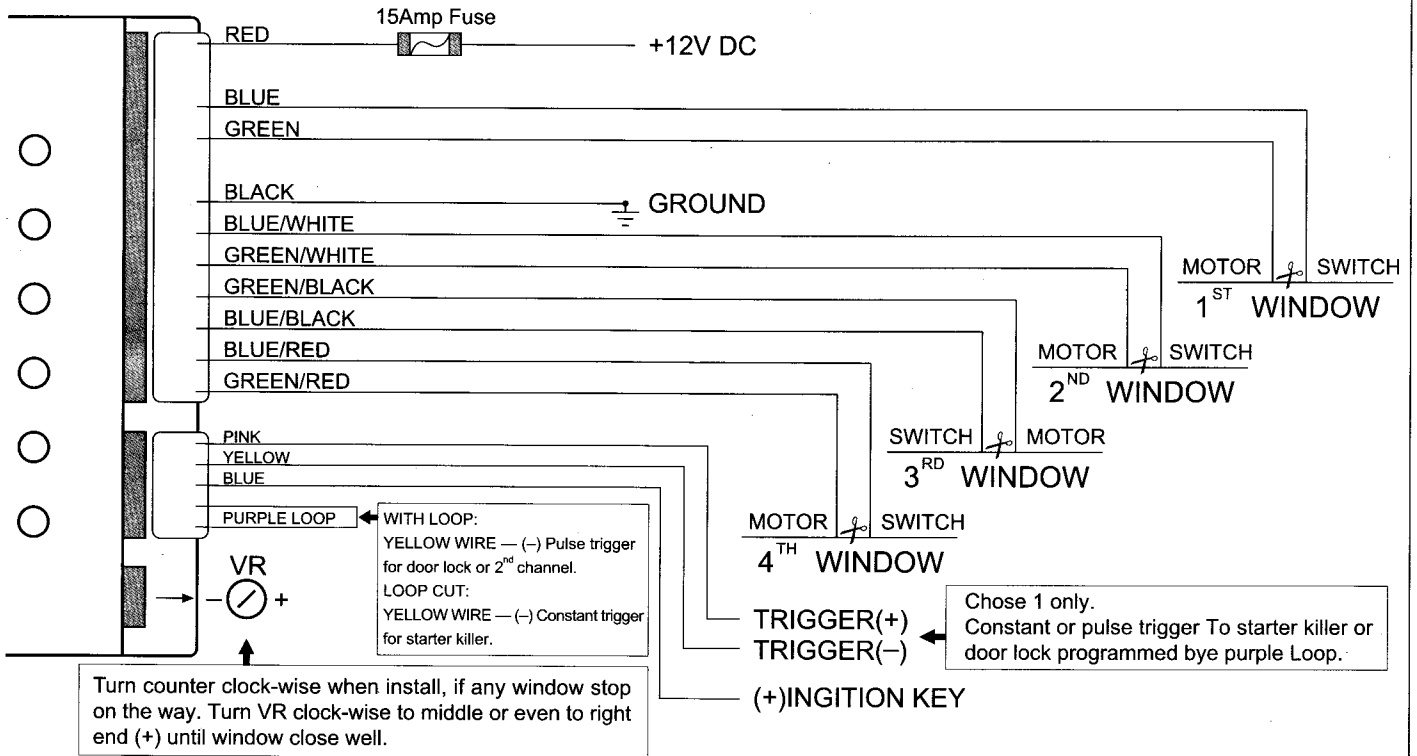 15Amp Fuse
RED
+12V DC
BLUE
GREEN
BLACK
GROUND
BLUE/WHITE
GREEN/WHITE
GREEN/BLACK
BLUE/BLACK
BLUE/RED
GREEN/RED
MOTOR SWITCH
1ST WINDOW
MOTOR SWITCH
2ND WINDOW
SWITCH MOTOR
3RD WINDOW
MOTOR SWITCH
4TH WINDOW
PINK
YELLOW
BLUE
PURPLE LOOP
WITH LOOP:
YELLOW WIRE — (–) Pulse trigger
for door lock or 2nd channel.
LOOP CUT:
YELLOW WIRE — (–) Constant trigger
for starter killer.
VR
– +
TRIGGER(+)
TRIGGER(–)
Chose 1 only.
Constant or pulse trigger To starter killer or
door lock programmed bye purple Loop.
(+)INGITION KEY
Turn counter clock-wise when install, if any window stop
on the way. Turn VR clock-wise to middle or even to right
end (+) until window close well.